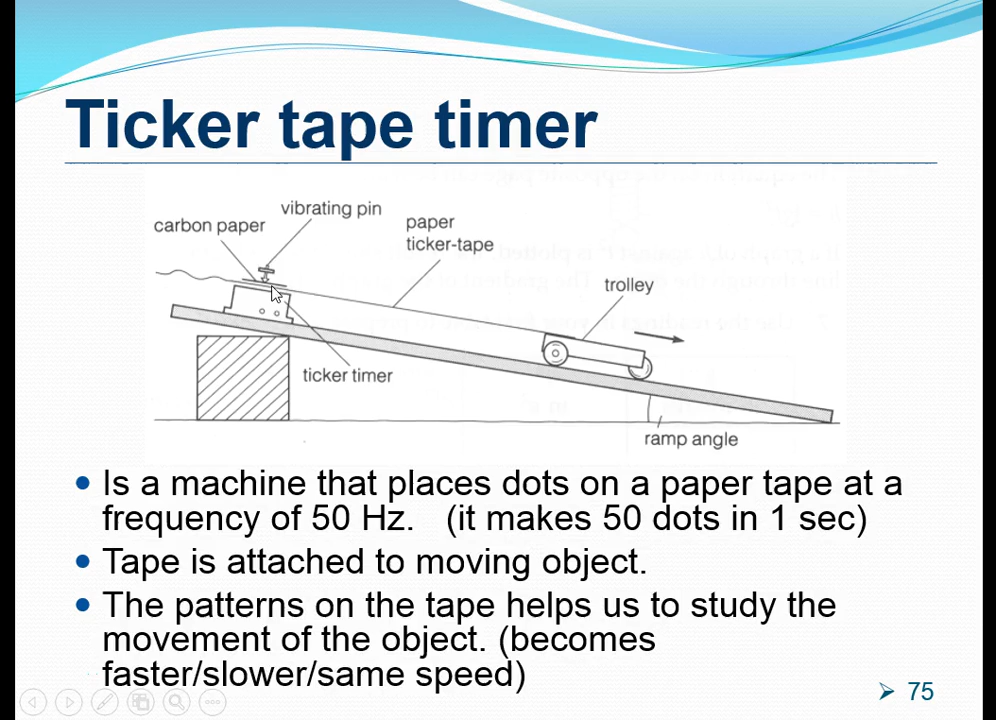 Ticker tape timer
vibrating pin
carbon paper
paper
ticker-tape
trolley
ticker timer
ramp angle
Is a machine that places dots on a paper tape at a
frequency of 50 Hz. (it makes 50 dots in 1 sec)
Tape is attached to moving object.
The patterns on the tape helps us to study the
movement of the object. (becomes
faster/slower/same speed)
75